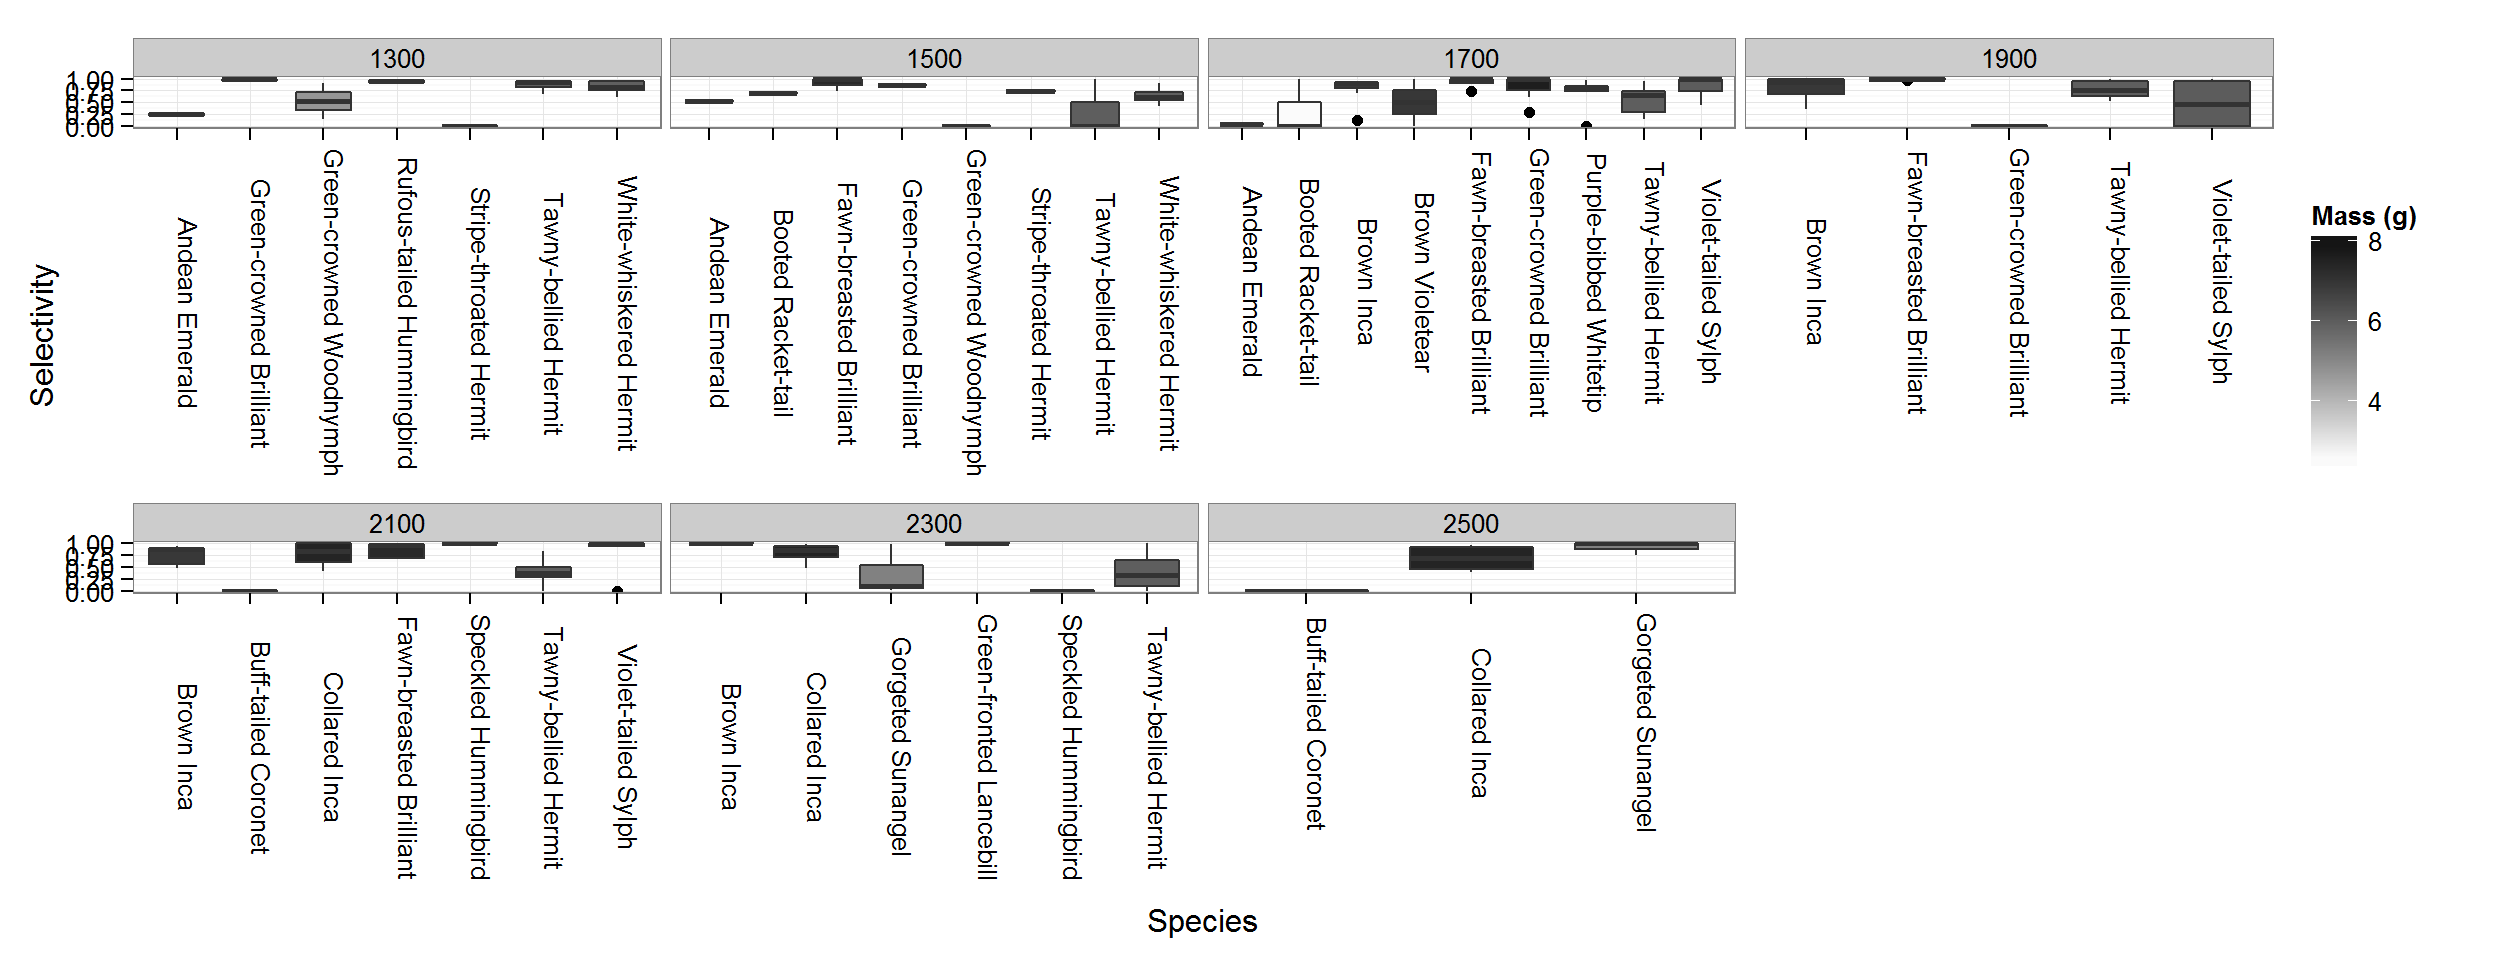 1300
1500
1700
1900
1.00
0.75
0.50
0.25
0.00
Andean Emerald
Green-crowned Brilliant
Green-crowned Woodnymph
Rufous-tailed Hummingbird
Stripe-throated Hermit
Tawny-bellied Hermit
White-whiskered Hermit
Andean Emerald
Booted Racket-tail
Fawn-breasted Brilliant
Green-crowned Brilliant
Green-crowned Woodnymph
Stripe-throated Hermit
Tawny-bellied Hermit
White-whiskered Hermit
Andean Emerald
Booted Racket-tail
Brown Inca
Brown Violetear
Fawn-breasted Brilliant
Green-crowned Brilliant
Purple-bibbed Whitetip
Tawny-bellied Hermit
Violet-tailed Sylph
Brown Inca
Fawn-breasted Brilliant
Green-crowned Brilliant
Tawny-bellied Hermit
Violet-tailed Sylph
Mass (g)
8
6
4
Selectivity
2100
2300
2500
1.00
0.75
0.50
0.25
0.00
Brown Inca
Buff-tailed Coronet
Collared Inca
Fawn-breasted Brilliant
Speckled Hummingbird
Tawny-bellied Hermit
Violet-tailed Sylph
Brown Inca
Collared Inca
Gorgeted Sunangel
Green-fronted Lancebill
Speckled Hummingbird
Tawny-bellied Hermit
Buff-tailed Coronet
Collared Inca
Gorgeted Sunangel
Species